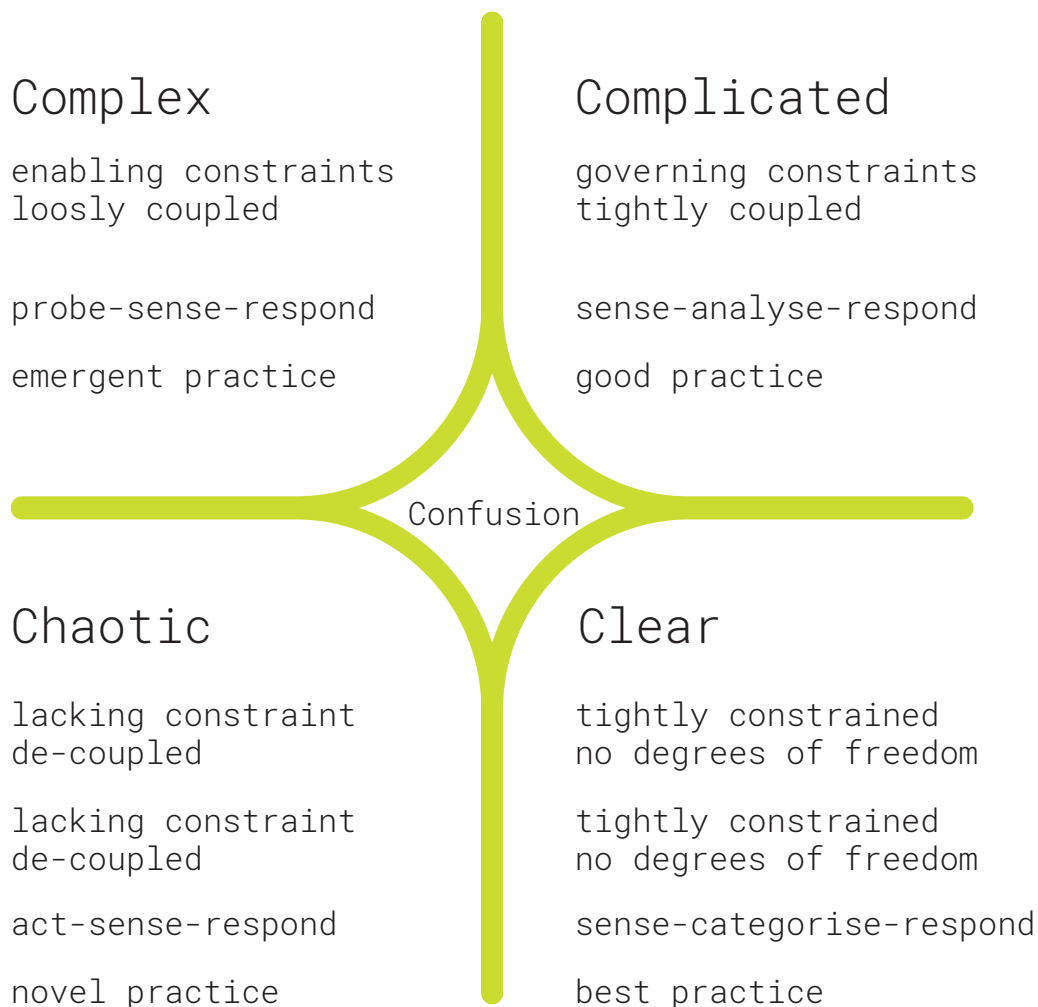 Complex
enabling constraints
loosly coupled
probe-sense-respond
emergent practice
Complicated
governing constraints
tightly coupled
sense-analyse-respond
good practice
Confusion
Chaotic
lacking constraint
de-coupled
lacking constraint
de-coupled
act-sense-respond
novel practice
Clear
tightly constrained
no degrees of freedom
tightly constrained
no degrees of freedom
sense-categorise-respond
best practice